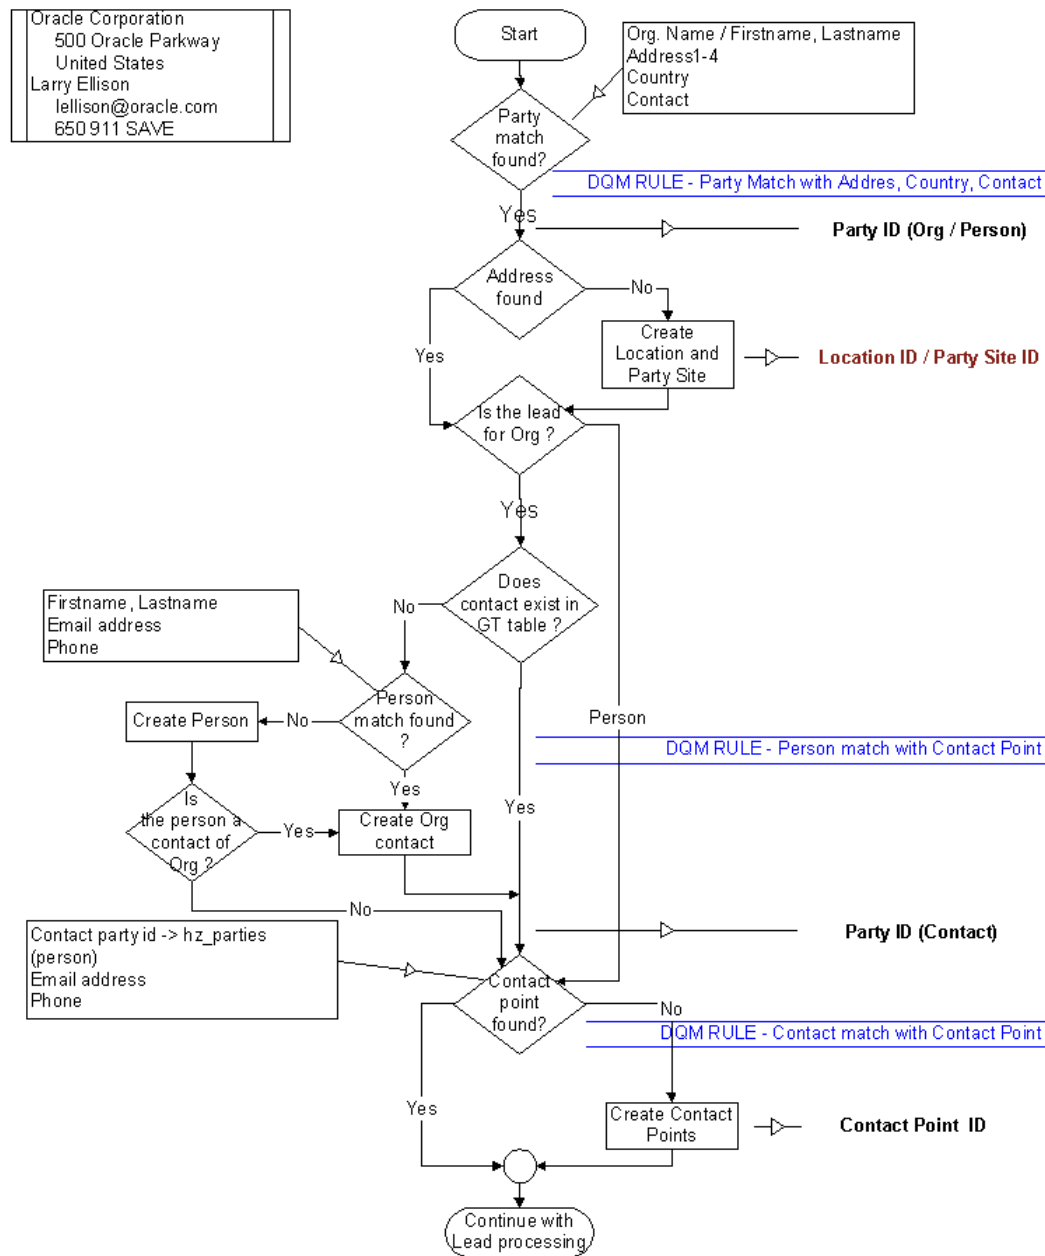 Oracle Corporation
500 Oracle Parkway
United States
Larry Ellison
lellison@oracle.com
650 911 SAVE
Start
Org. Name / Firstname, Lastname
Address1-4
Country
Contact
Party
match
found?
DQM RULE - Party Match with Addres, Country, Contact
Yes
Party ID (Org / Person)
Address
found
No
Yes
Create
Location and
Party Site
Location ID / Party Site ID
Is the lead
for Org ?
Yes
Does
contact exist in
GT table ?
No
Firstname, Lastname
Email address
Phone
Person
match found
?
No
Create Person
Person
DQM RULE - Person match with Contact Point
Yes
Yes
Is
the person a
contact of
Org ?
Yes
Create Org
contact
No
Contact party id -> hz_parties
(person)
Email address
Phone
Party ID (Contact)
Contact
point
found?
No
DQM RULE - Contact match with Contact Point
Yes
Create Contact
Points
Contact Point ID
Continue with
Lead processing